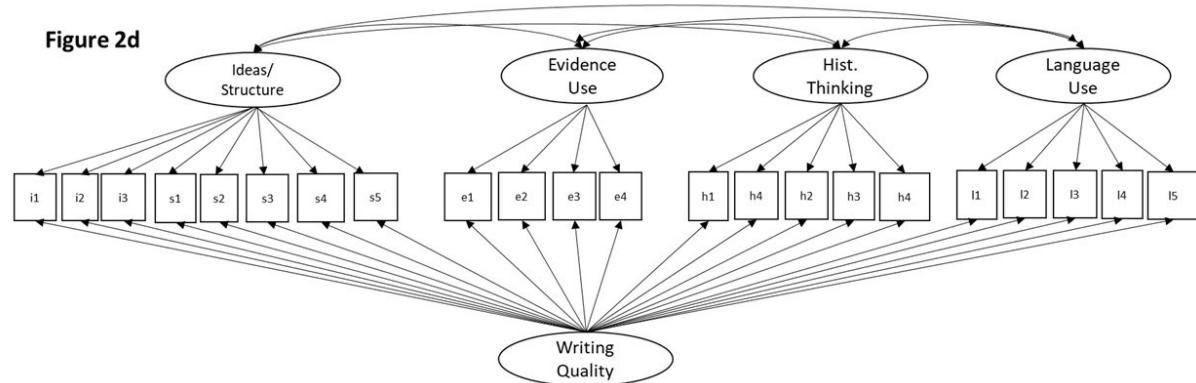 Figure 2d
Ideas/
Structure
Evidence
Use
Hist.
Thinking
Language
Use
i1 i2 i3 s1 s2 s3 s4 s5 e1 e2 e3 e4 h1 h4 h2 h3 h4 l1 l2 l3 l4 l5
Writing
Quality